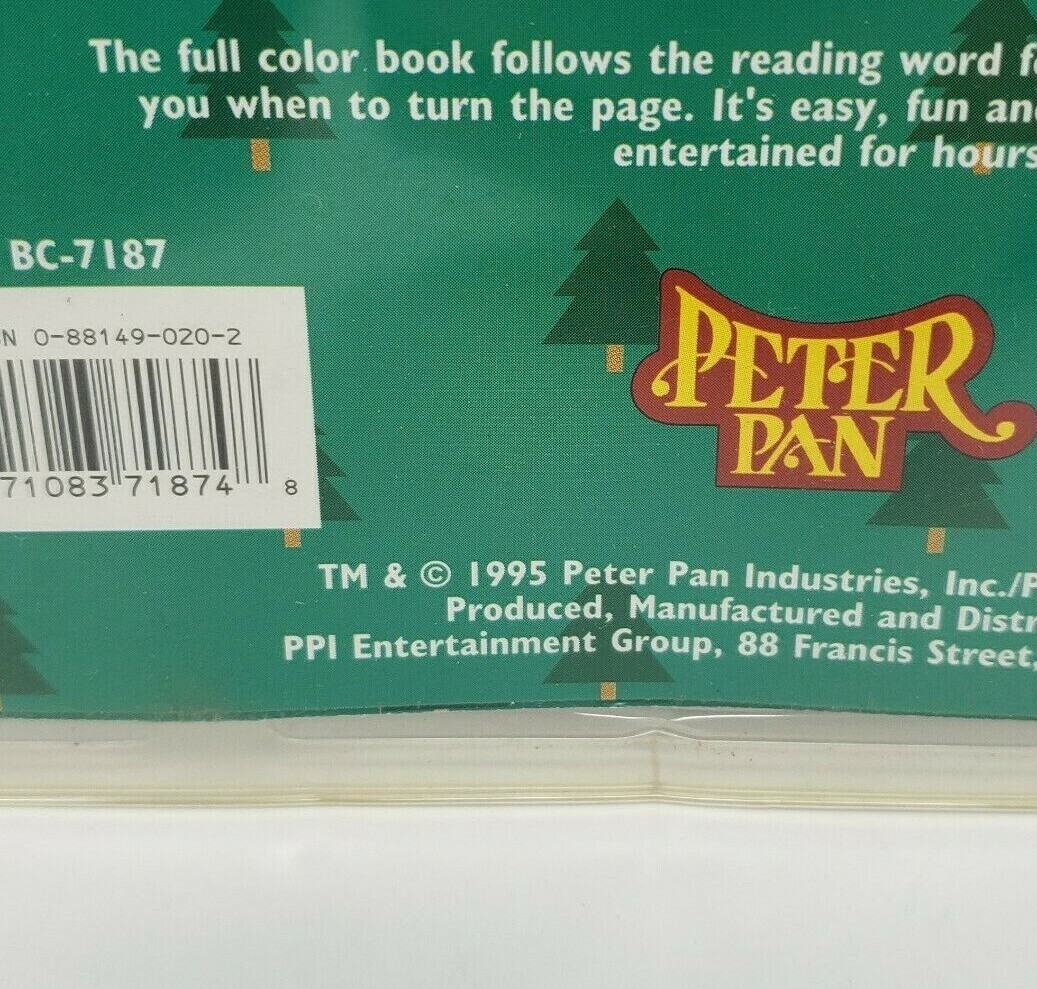 The full color book follows the reading word
you when to turn the page. It's easy, fun
entertained for hours
BC-7187
0-88149-020-2
71083 71874 8
PETER
PAN
TM & © 1995 Peter Pan Industries, Inc./
Produced, Manufactured and
PPI Entertainment Group, 88 Francis Street,